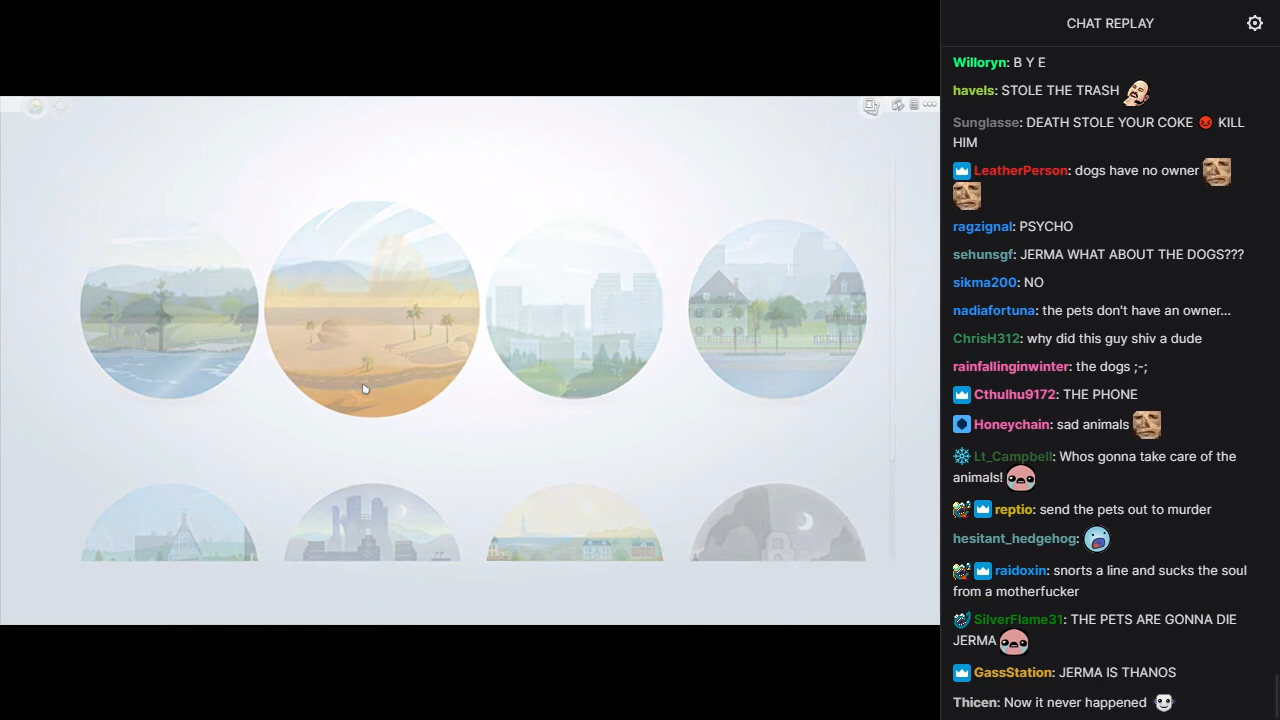 CHAT REPLAY
Willoryn: B Y E
havels: STOLE THE TRASH
Sunglasse: DEATH STOLE YOUR COKE KILL
HIM
LeatherPerson: dogs have no owner
ragzignal: PSYCHO
sehunsgf: JERMA WHAT ABOUT THE DOGS???
sikma200: NO
nadiafortuna: the pets don't have an owner...
ChrisH312: why did this guy shiv a dude
rainfallinginwinter: the dogs ;-;
Cthulhu9172: THE PHONE
Honeychain: sad animals
Lt_Campbell: Whos gonna take care of the
animals!
reptio: send the pets out to murder
hesitant_hedgehog:
raidoxin: snorts a line and sucks the soul
from a motherfucker
SilverFlame31: THE PETS ARE GONNA DIE
JERMA
GassStation: JERMA IS THANOS
Thicen: Now it never happened